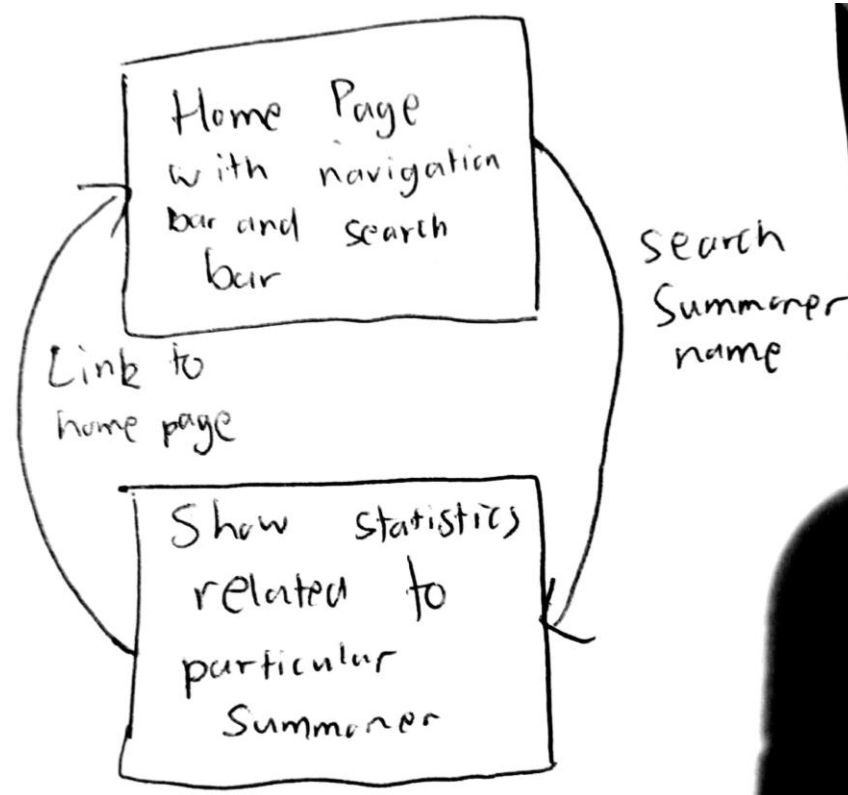 Home Page
with navigation
bar and search
bar
search
Summoner
name
Link to
home page
Show statistics
related to
particular
Summoner